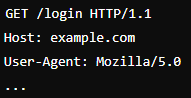 GET /login HTTP/1.1
Host: example.com
User-Agent: Mozilla/5.0
...